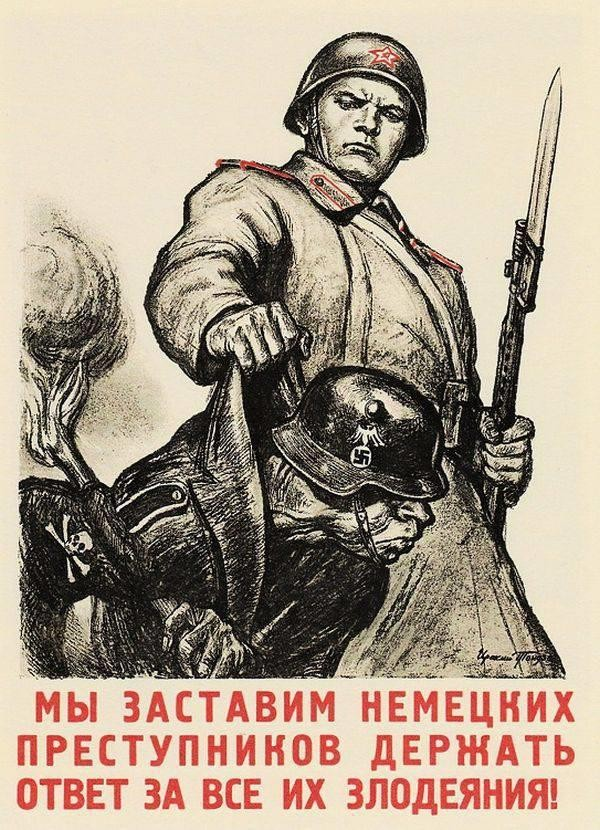 МЫ ЗАСТАВИМ НЕМЕЦКИХ
ПРЕСТУПНИКОВ ДЕРЖАТЬ
ОТВЕТ ЗА ВСЕ ИХ ЗЛОДЕЯНИЯ!